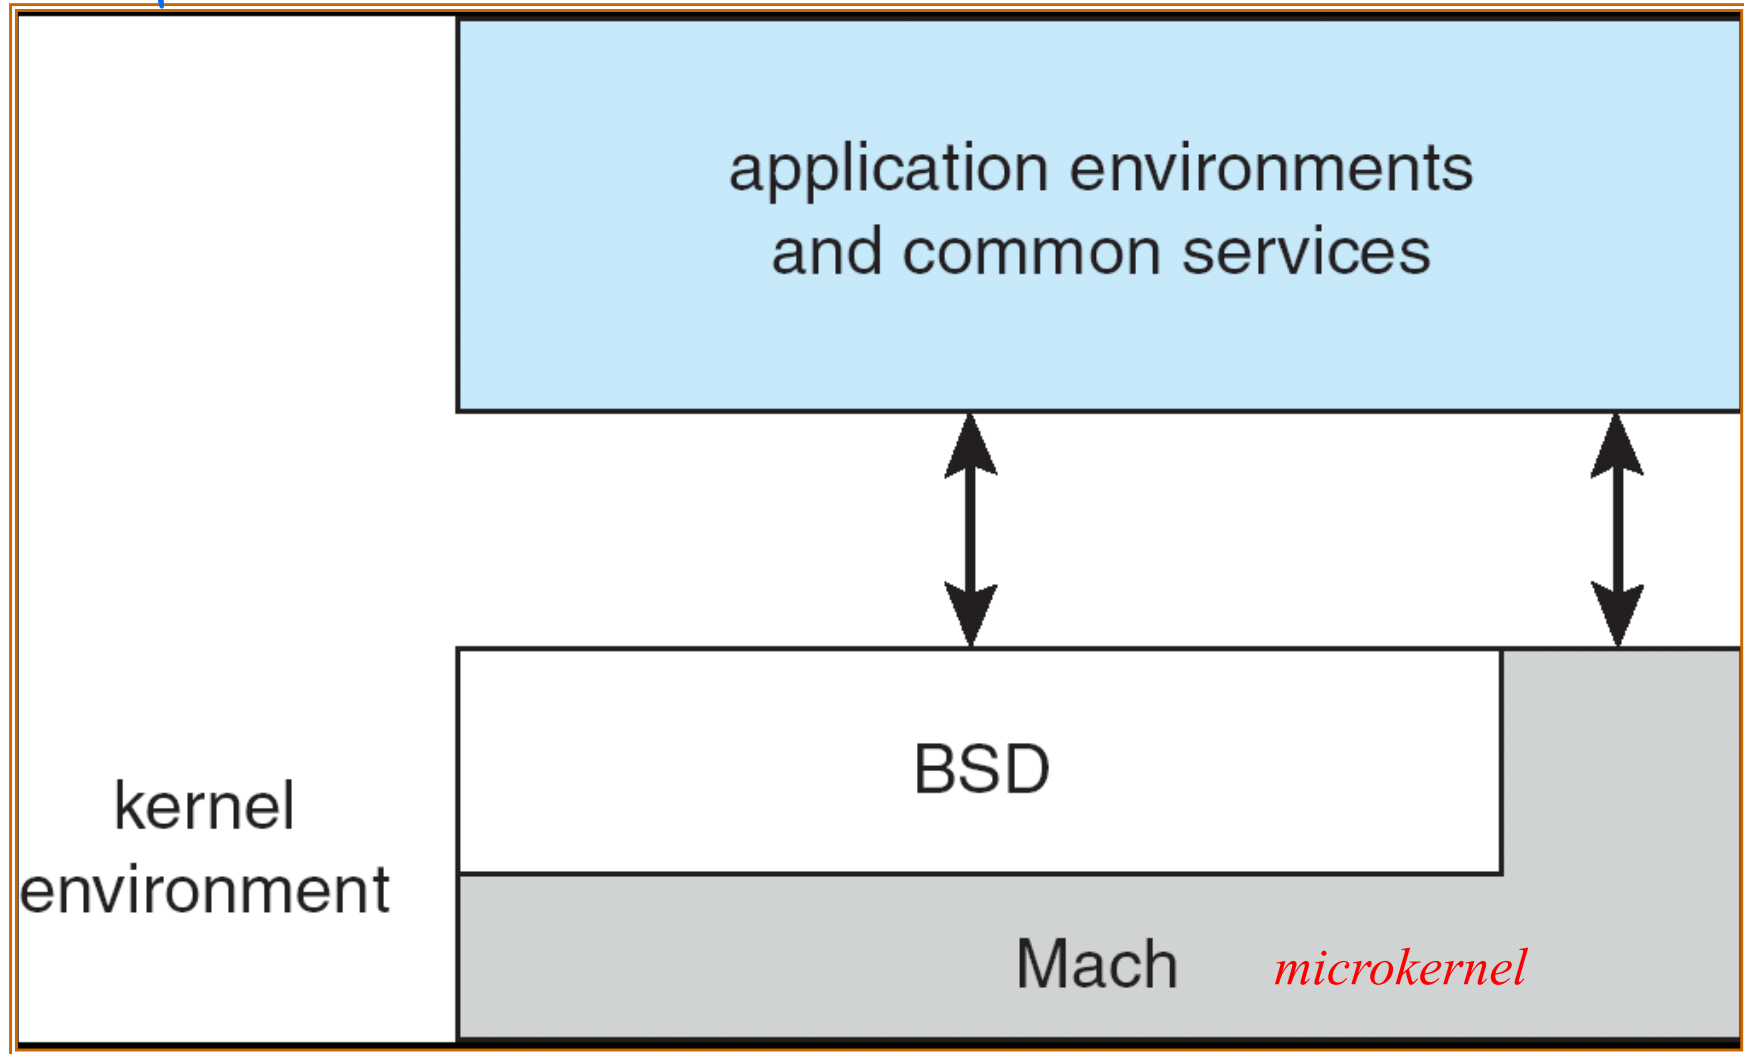 application environments
and common services
BSD
kernel
environment
Mach microkernel